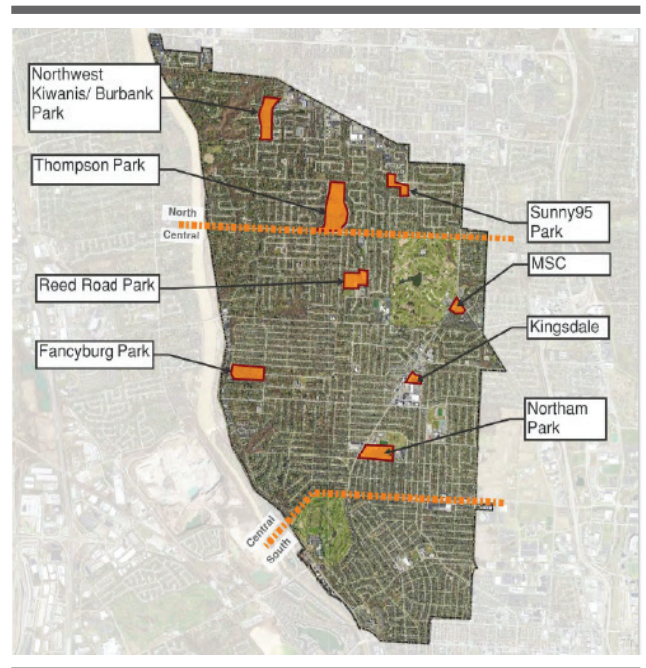 Northwest
Kiwanis/ Burbank
Park
Thompson Park
North
Central
Sunny95
Park
MSC
Reed Road Park
Kingsdale
Fancyburg Park
Northam
Park
Central
South